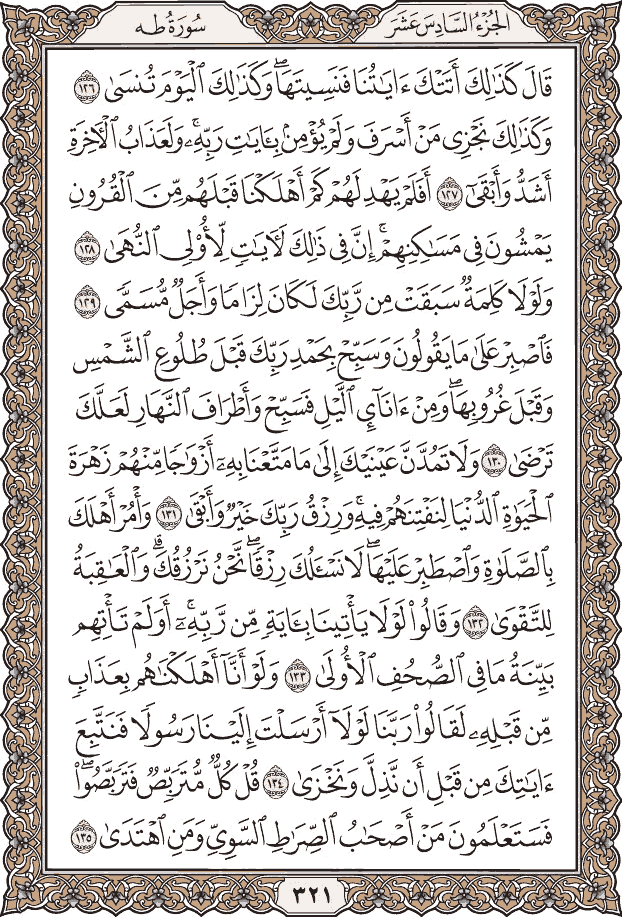 الجُزْءُ السَّادِسَ عَشَرَ
سُورَةُ طه
قَالَ كَذَٰلِكَ أَتَتْكَ ءَايَٰتُنَا فَنَسِيتَهَاۖ وَكَذَٰلِكَ ٱلْيَوْمَ تُنسَىٰ ١٢٦
وَكَذَٰلِكَ نَجْزِى مَنْ أَسْرَفَ وَلَمْ يُؤْمِنۢ بِـَٔايَٰتِ رَبِّهِۦۚ وَلَعَذَابُ ٱلْءَاخِرَةِ
أَشَدُّ وَأَبْقَىٰٓ ١٢٧ أَفَلَمْ يَهْدِ لَهُمْ كَمْ أَهْلَكْنَا قَبْلَهُم مِّنَ ٱلْقُرُونِ
يَمْشُونَ فِى مَسَٰكِنِهِمْۚ إِنَّ فِى ذَٰلِكَ لَءَايَٰتٍ لِّأُو۟لِى ٱلنُّهَىٰ ١٢٨
وَلَوْلَا كَلِمَةٌ سَبَقَتْ مِن رَّبِّكَ لَكَانَ لِزَامًا وَأَجَلٌ مُّسَمًّى ١٢٩
فَٱصْبِرْ عَلَىٰ مَا يَقُولُونَ وَسَبِّحْ بِحَمْدِ رَبِّكَ قَبْلَ طُلُوعِ ٱلشَّمْسِ
وَقَبْلَ غُرُوبِهَاۖ وَمِنْ ءَانَآئِ ٱلَّيْلِ فَسَبِّحْ وَأَطْرَافَ ٱلنَّهَارِ لَعَلَّكَ
تَرْضَىٰ ١٣٠ وَلَا تَمُدَّنَّ عَيْنَيْكَ إِلَىٰ مَا مَتَّعْنَا بِهِۦٓ أَزْوَٰجًا مِّنْهُمْ زَهْرَةَ
ٱلْحَيَوٰةِ ٱلدُّنْيَا لِنَفْتِنَهُمْ فِيهِۚ وَرِزْقُ رَبِّكَ خَيْرٌ وَأَبْقَىٰ ١٣١ وَأْمُرْ أَهْلَكَ
بِٱلصَّلَوٰةِ وَٱصْطَبِرْ عَلَيْهَاۖ لَا نَسْـَٔلُكَ رِزْقًاۖ نَّحْنُ نَرْزُقُكَۗ وَٱلْعَٰقِبَةُ
لِلتَّقْوَىٰ ١٣٢ وَقَالُوا۟ لَوْلَا يَأْتِينَا بِـَٔايَةٍ مِّن رَّبِّهِۦٓۚ أَوَلَمْ تَأْتِهِم
بَيِّنَةُ مَا فِى ٱلصُّحُفِ ٱلْأُولَىٰ ١٣٣ وَلَوْ أَنَّآ أَهْلَكْنَٰهُم بِعَذَابٍ
مِّن قَبْلِهِۦ لَقَالُوا۟ رَبَّنَا لَوْلَآ أَرْسَلْتَ إِلَيْنَا رَسُولًا فَنَتَّبِعَ
ءَايَٰتِكَ مِن قَبْلِ أَن نَّذِلَّ وَنَخْزَىٰ ١٣٤ قُلْ كُلٌّ مُّتَرَبِّصٌ فَتَرَبَّصُوا۟ۖ
فَسَتَعْلَمُونَ مَنْ أَصْحَٰبُ ٱلصِّرَٰطِ ٱلسَّوِىِّ وَمَنِ ٱهْتَدَىٰ ١٣٥
٣٢١